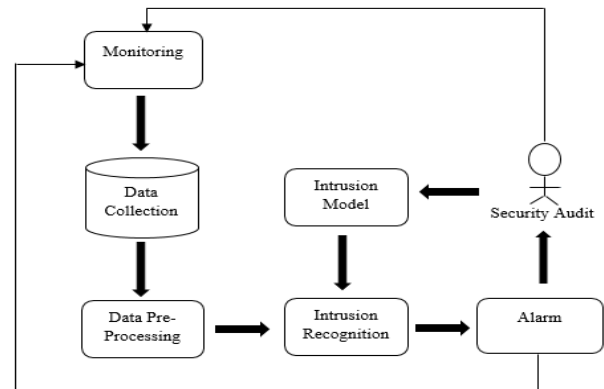 Monitoring
Data
Collection
Intrusion
Model
Security Audit
Data Pre-
Processing
Intrusion
Recognition
Alarm